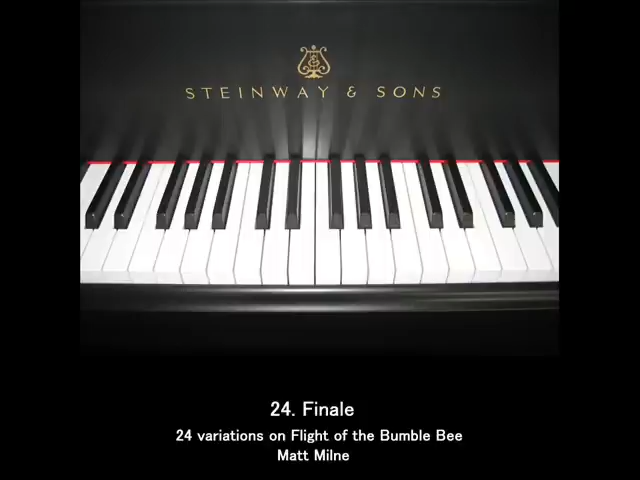 STEINWAY & SONS
24. Finale
24 variations on Flight of the Bumble Bee
Matt Milne